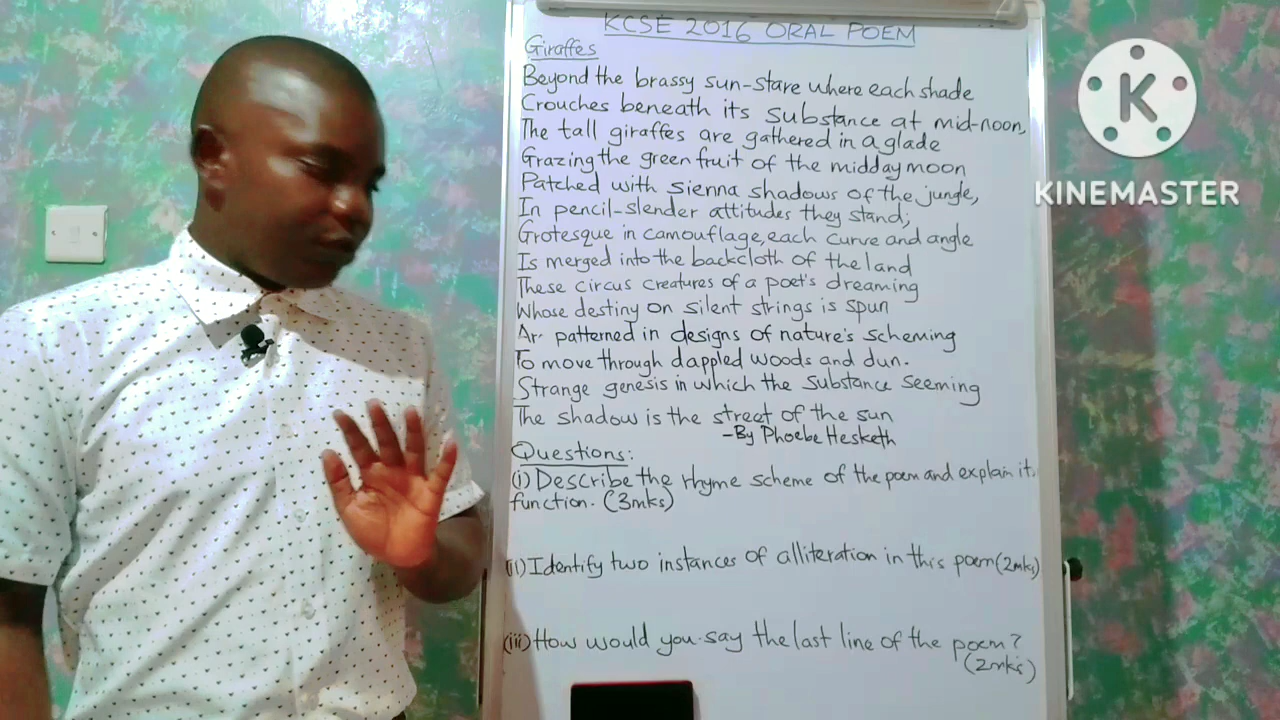 KCSE 2016 ORAL POEM
Giraffes
Beyond the brassy sun-stare where each shade
Crouches beneath its substance at mid-noon,
The tall giraffes are gathered in a glade
Grazing the green fruit of the midday moon
Patched with sienna shadows of the jungle,
In pencil-slender attitudes they stand;
Grotesque in camouflage, each curve and angle
Is merged into the backcloth of the land
These circus creatures of a poet's dreaming
Whose destiny on silent strings is spun
Ar patterned in designs of nature's scheming
To move through dappled woods and dun.
Strange genesis in which the substance seeming
The shadow is the street of the sun
-By Phoebe Hesketh
Questions:
(i) Describe the rhyme scheme of the poem and explain it.
function. (3mks)
(ii) Identify two instances of alliteration in this poem (2mks)
(iii) How would you say the last line of the poem?
(2mks)
K
KINEMASTER